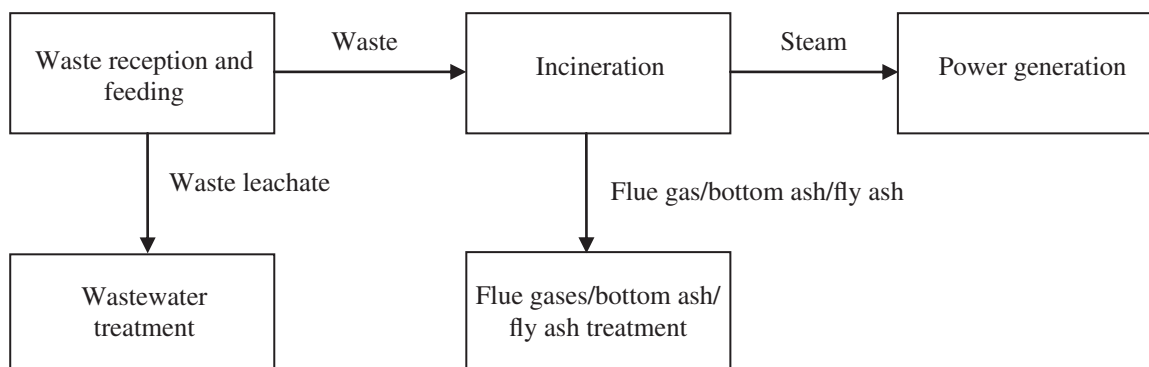 Waste reception and
feeding
Waste
Incineration
Steam
Power generation
Waste leachate
Flue gas/bottom ash/fly ash
Wastewater
treatment
Flue gases/bottom ash/
fly ash treatment